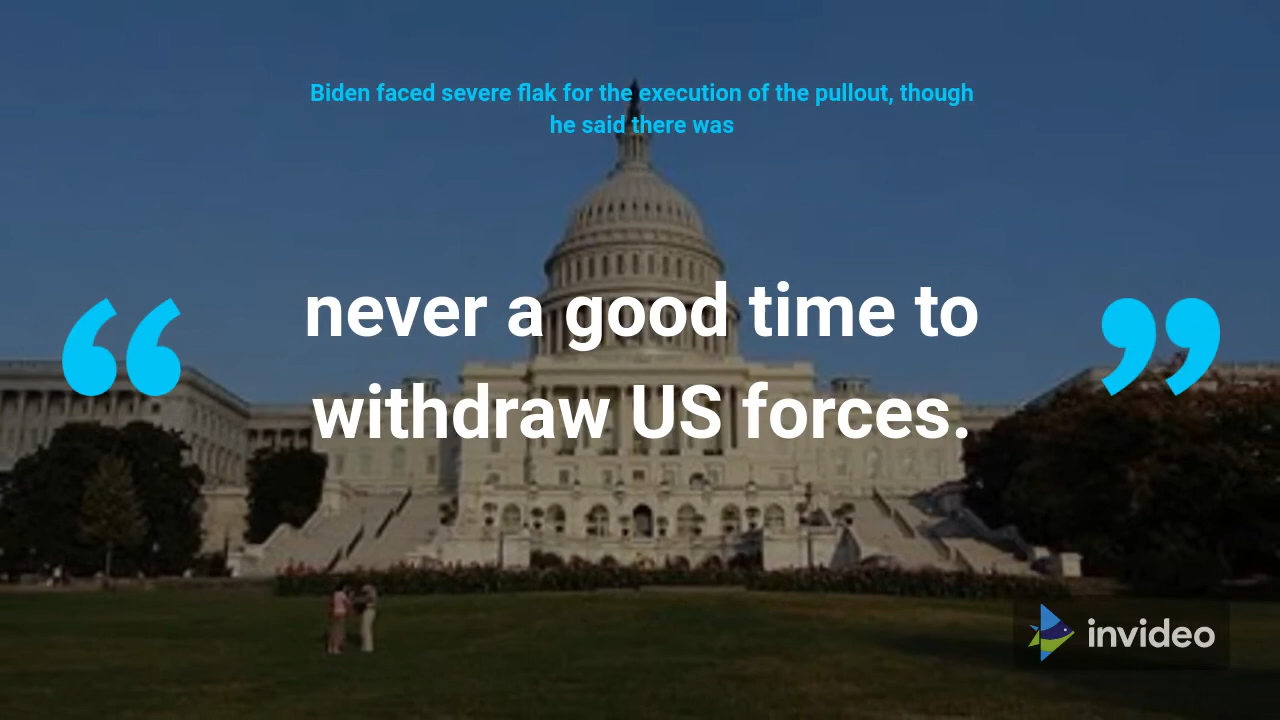 Biden faced severe flak for the execution of the pullout, though
he said there was
“ never a good time to ”
withdraw US forces.
invideo